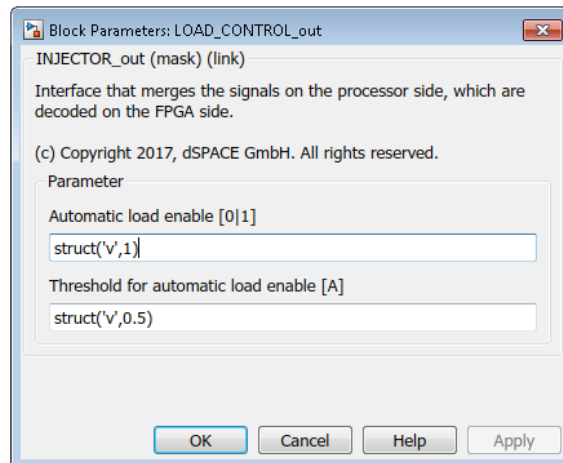 Block Parameters: LOAD_CONTROL_out
INJECTOR_out (mask) (link)
Interface that merges the signals on the processor side, which are
decoded on the FPGA side.
(c) Copyright 2017, dSPACE GmbH. All rights reserved.
Parameter
Automatic load enable [0|1]
struct('v',1)
Threshold for automatic load enable [A]
struct('v',0.5)
OK Cancel Help Apply